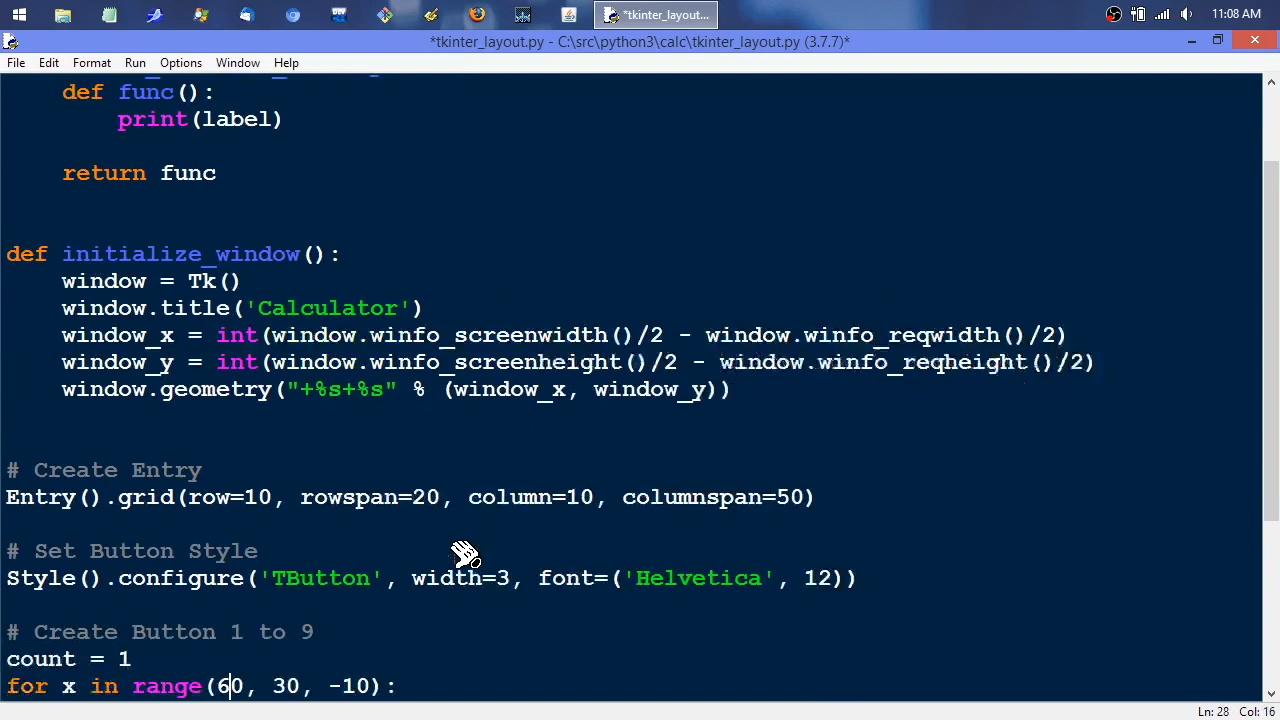 *tkinter_layout...
11:08 AM
*tkinter_layout.py - C:\src\python3\calc\tkinter_layout.py (3.7.7)*
File Edit Format Run Options Window Help
def func():
print(label)
return func
def initialize_window():
window = Tk()
window.title('Calculator')
window_x = int(window.winfo_screenwidth()/2 - window.winfo_reqwidth()/2)
window_y = int(window.winfo_screenheight()/2 - window.winfo_reqheight()/2)
window.geometry("+%s+%s" % (window_x, window_y))
# Create Entry
Entry().grid(row=10, rowspan=20, column=10, columnspan=50)
# Set Button Style
Style().configure('TButton', width=3, font=('Helvetica', 12))
# Create Button 1 to 9
count = 1
for x in range(60, 30, -10):
Ln: 28 Col: 16